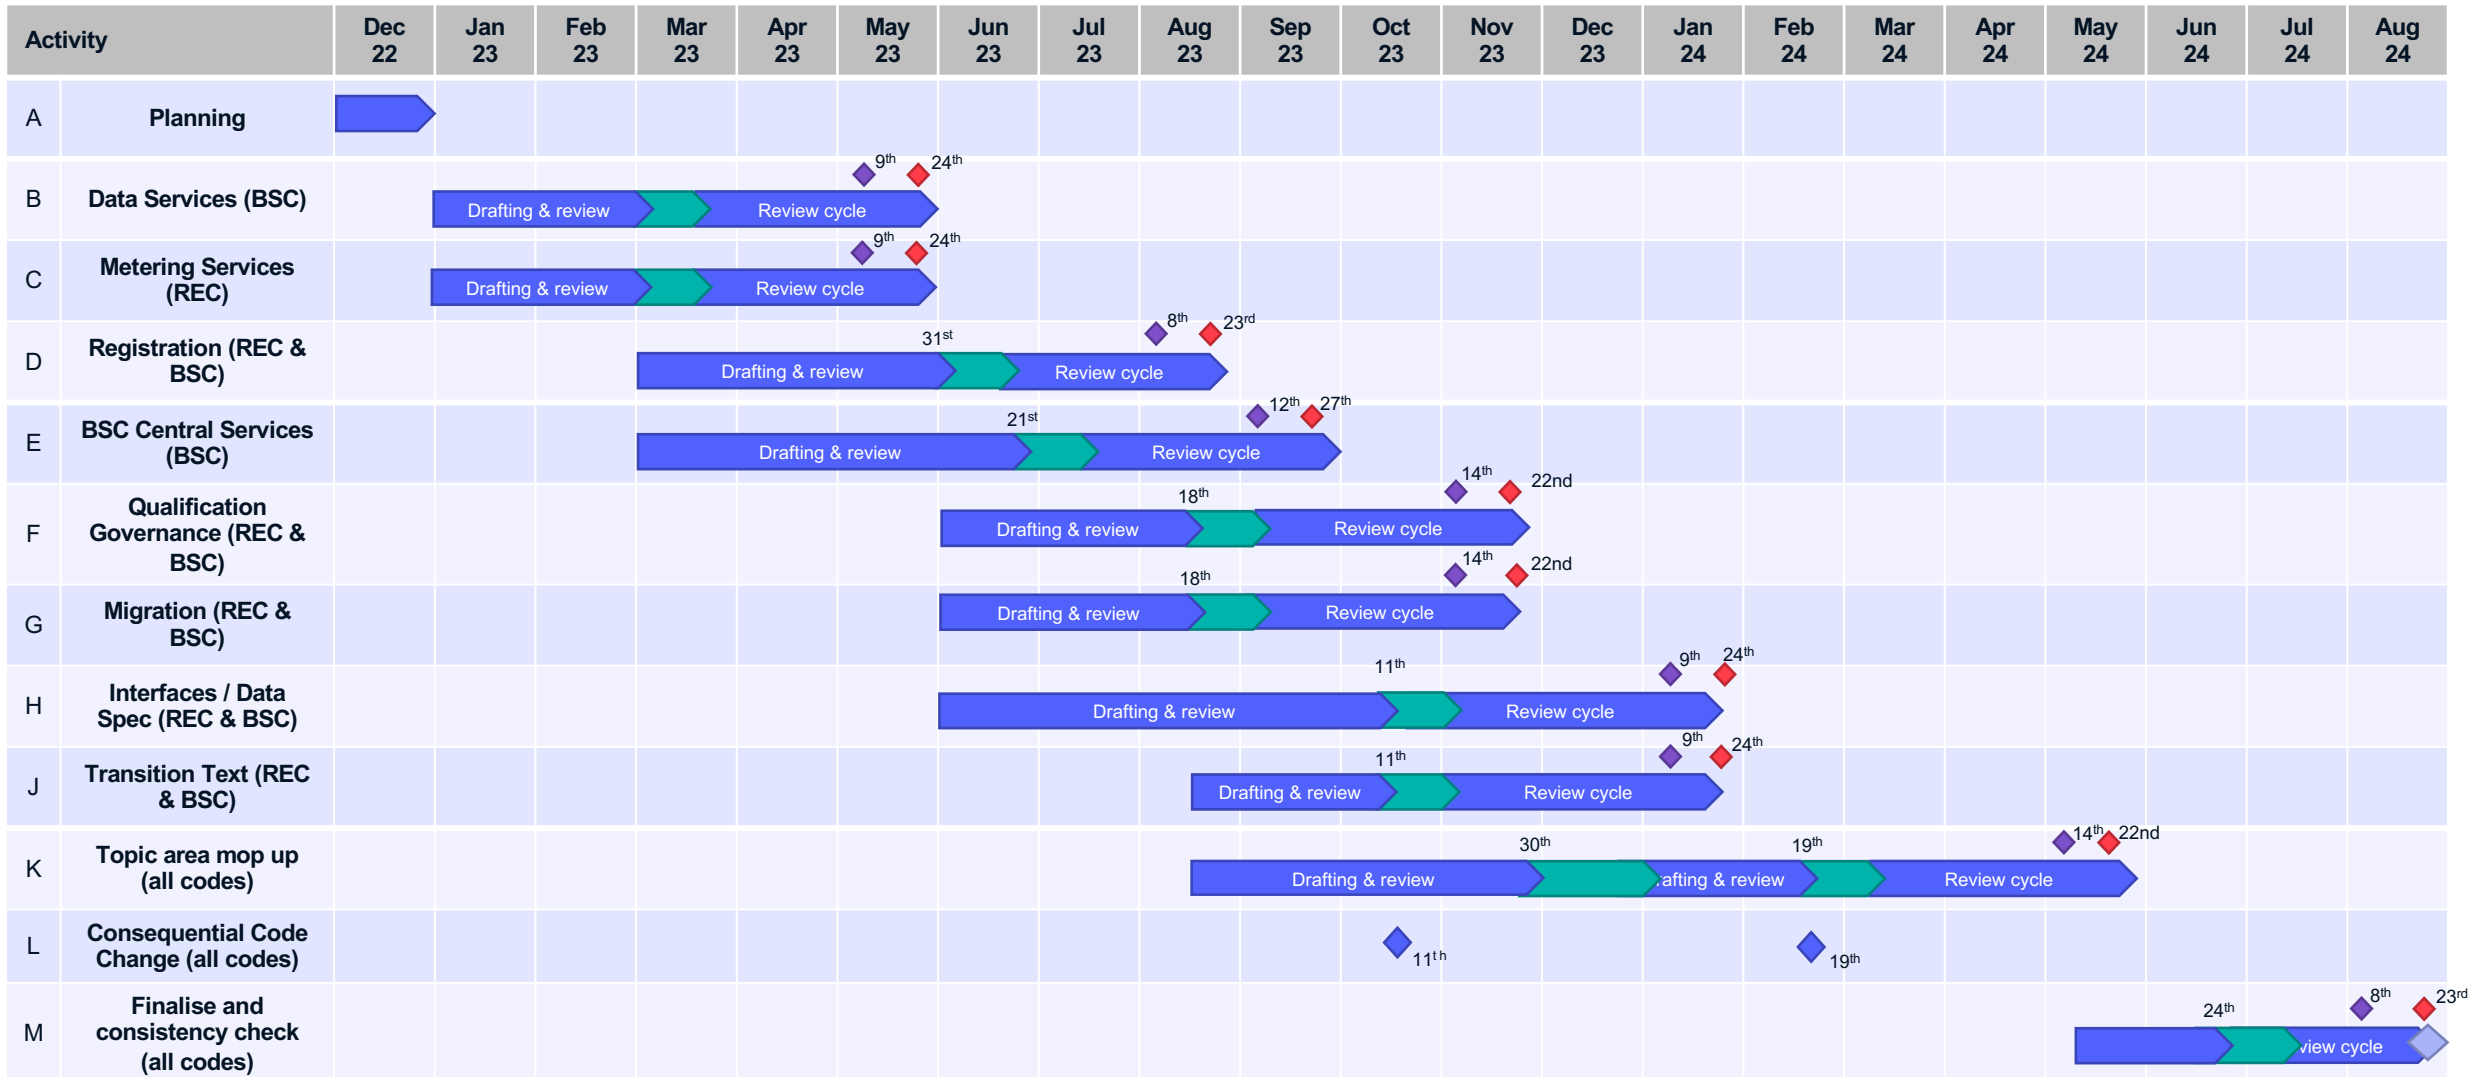 Activity
Dec 22
Jan 23
Feb 23
Mar 23
Apr 23
May 23
Jun 23
Jul 23
Aug 23
Sep 23
Oct 23
Nov 23
Dec 23
Jan 24
Feb 24
Mar 24
Apr 24
May 24
Jun 24
Jul 24
Aug 24
A
Planning
B
Data Services (BSC)
9th
24th
Drafting & review
Review cycle
C
Metering Services
(REC)
9th
24th
Drafting & review
Review cycle
D
Registration (REC &
BSC)
31st
8th
23rd
Drafting & review
Review cycle
E
BSC Central Services
(BSC)
21st
12th
27th
Drafting & review
Review cycle
F
Qualification
Governance (REC &
BSC)
18th
14th
22nd
Drafting & review
Review cycle
G
Migration (REC &
BSC)
18th
14th
22nd
Drafting & review
Review cycle
H
Interfaces / Data
Spec (REC & BSC)
11th
9th
24th
Drafting & review
Review cycle
J
Transition Text (REC
& BSC)
11th
9th
24th
Drafting & review
Review cycle
K
Topic area mop up
(all codes)
30th
19th
14th
22nd
Drafting & review
rafting & review
Review cycle
L
Consequential Code
Change (all codes)
11th
19th
M
Finalise and
consistency check
(all codes)
24th
8th
23rd
view cycle